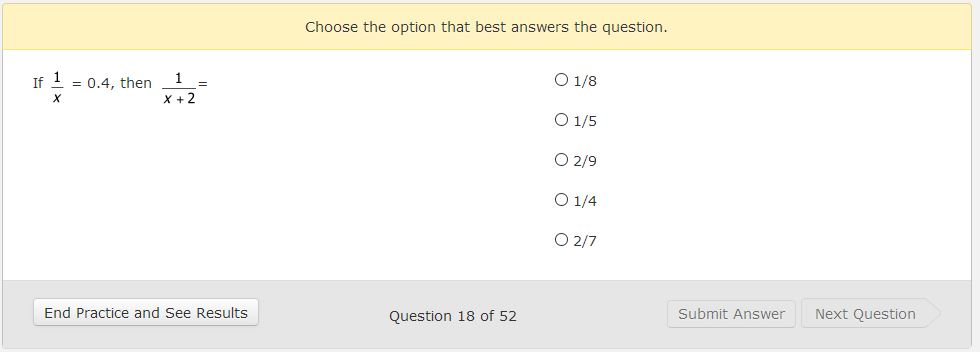 Choose the option that best answers the question.
If 1/x = 0.4, then 1/(x + 2) =
1/8
1/5
2/9
1/4
2/7
End Practice and See Results
Question 18 of 52
Submit Answer
Next Question